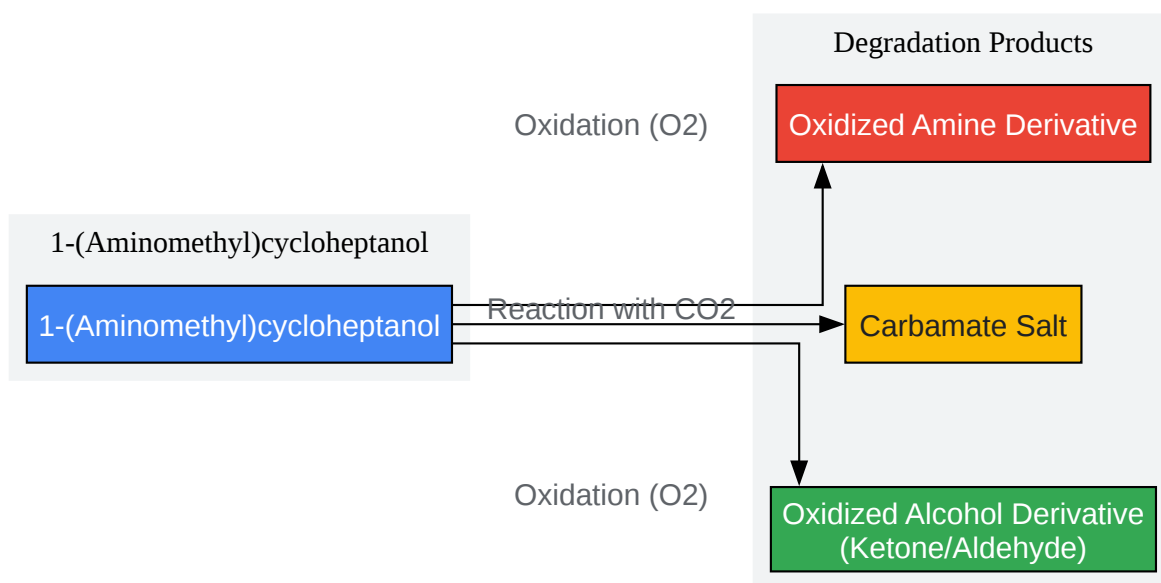 Degradation Products
Oxidation (O2)
Oxidized Amine Derivative
1-(Aminomethyl)cycloheptanol
1-(Aminomethyl)cycloheptanol
Reaction with CO2
Carbamate Salt
Oxidation (O2)
Oxidized Alcohol Derivative
(Ketone/Aldehyde)